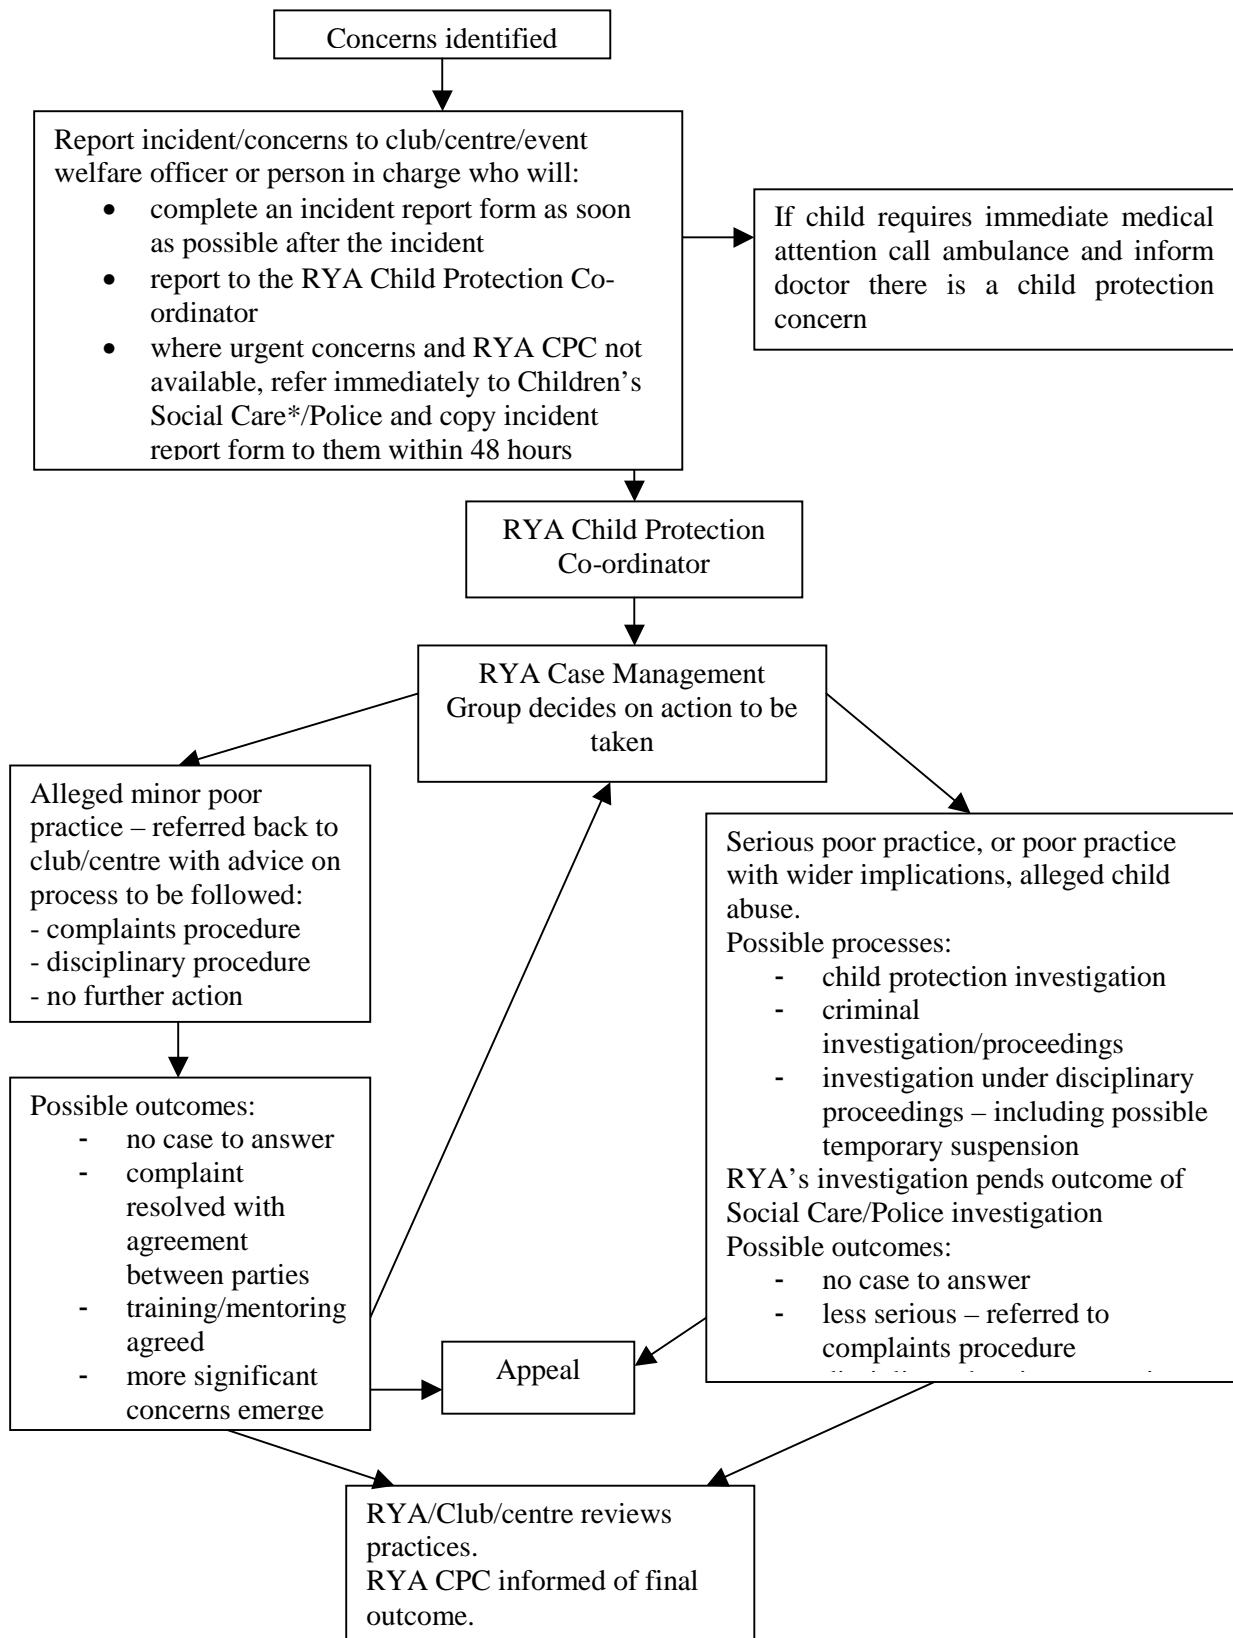 Concerns identified
Report incident/concerns to club/centre/event
welfare officer or person in charge who will:
• complete an incident report form as soon
as possible after the incident
• report to the RYA Child Protection Co-
ordinator
• where urgent concerns and RYA CPC not
available, refer immediately to Children’s
Social Care*/Police and copy incident
report form to them within 48 hours
If child requires immediate medical
attention call ambulance and inform
doctor there is a child protection
concern
RYA Child Protection
Co-ordinator
RYA Case Management
Group decides on action to be
taken
Alleged minor poor
practice – referred back to
club/centre with advice on
process to be followed:
- complaints procedure
- disciplinary procedure
- no further action
Serious poor practice, or poor practice
with wider implications, alleged child
abuse.
Possible processes:
- child protection investigation
- criminal
investigation/proceedings
- investigation under disciplinary
proceedings – including possible
temporary suspension
RYA’s investigation pends outcome of
Social Care/Police investigation
Possible outcomes:
- no case to answer
- less serious – referred to
complaints procedure
Possible outcomes:
- no case to answer
- complaint
resolved with
agreement
between parties
- training/mentoring
agreed
- more significant
concerns emerge
Appeal
RYA/Club/centre reviews
practices.
RYA CPC informed of final
outcome.